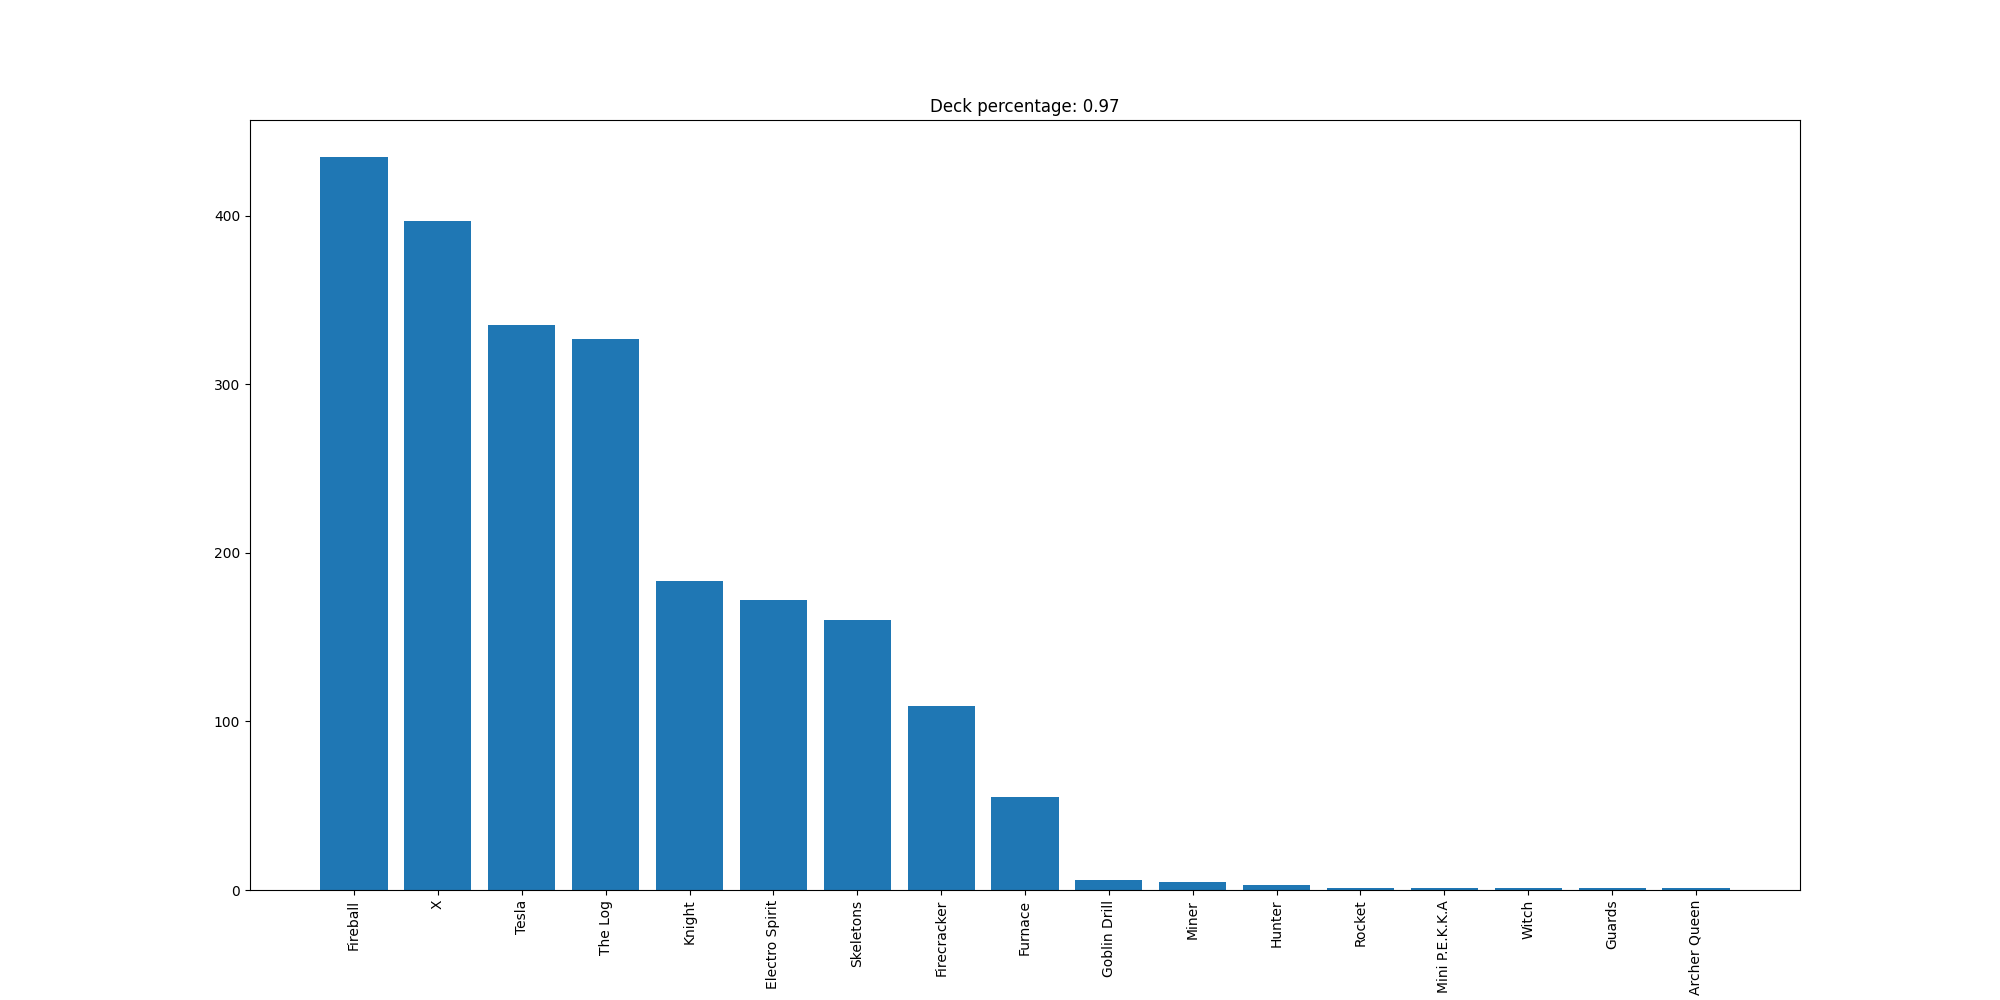 Deck percentage: 0.97
400
300
200
100
0
Fireball
X
Tesla
The Log
Knight
Electro Spirit
Skeletons
Firecracker
Furnace
Goblin Drill
Miner
Hunter
Rocket
Mini P.E.K.K.A
Witch
Guards
Archer Queen